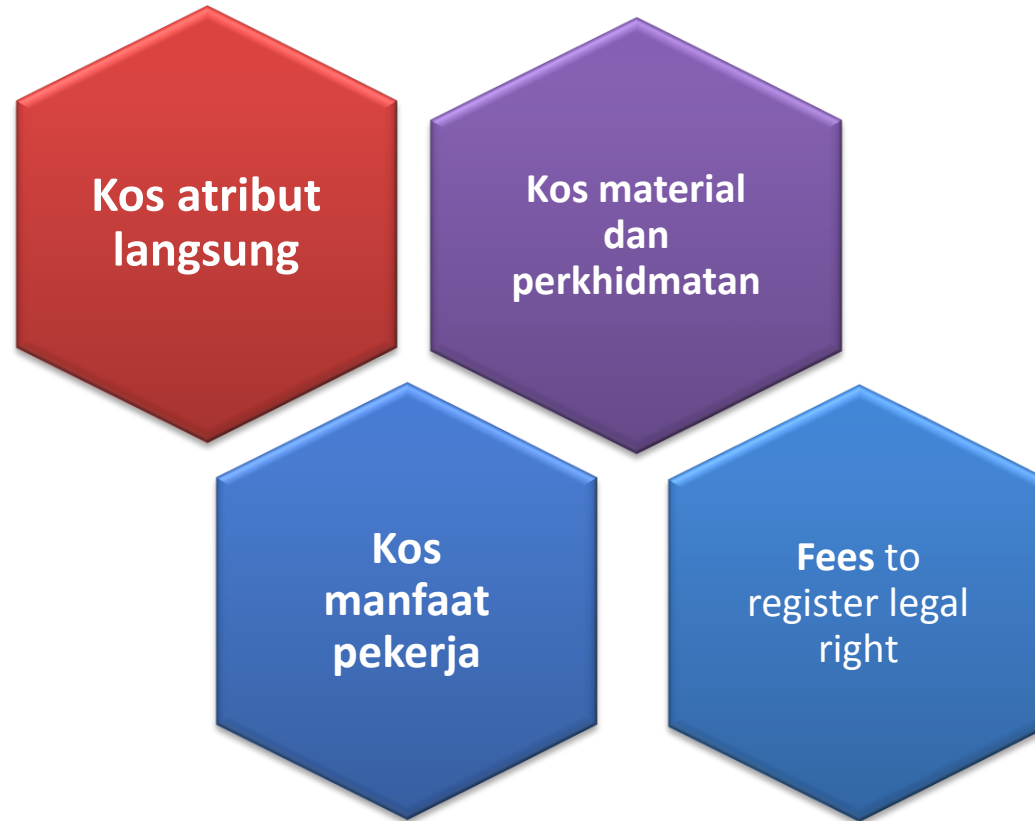 Kos atribut
langsung
Kos material
dan
perkhidmatan
Kos
manfaat
pekerja
Fees to
register legal
right